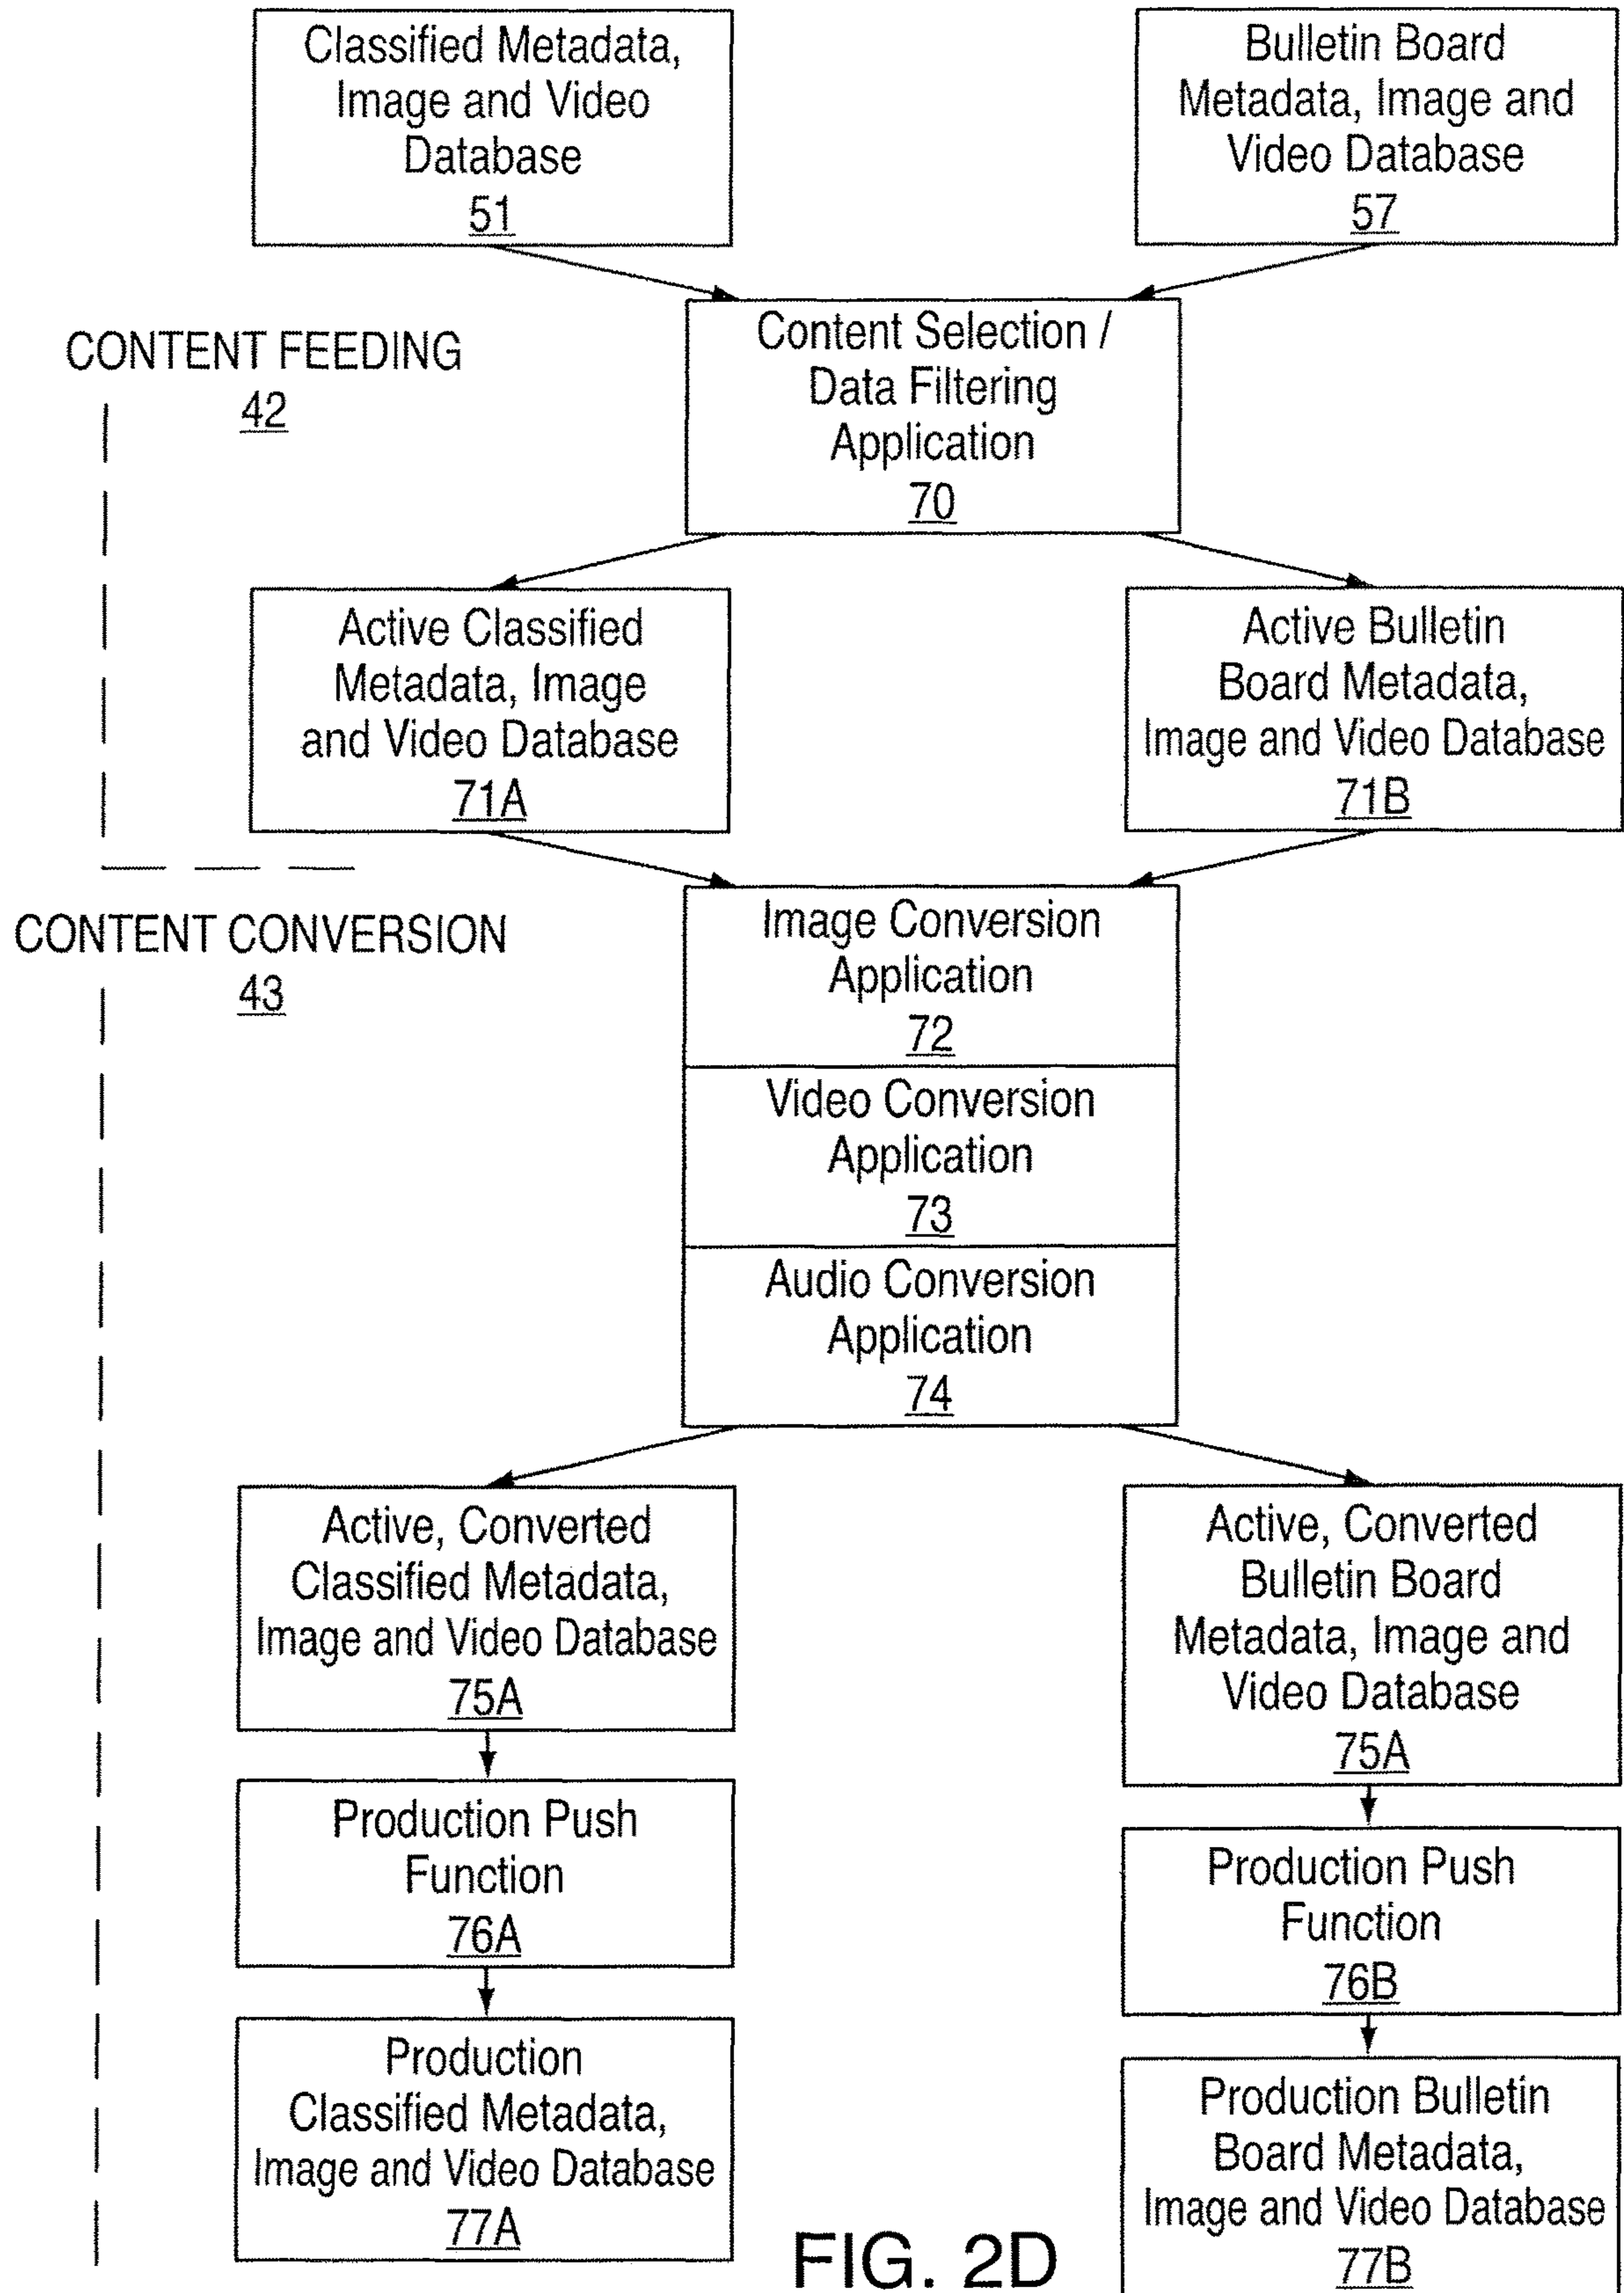 Classified Metadata,
Image and Video
Database
51
Bulletin Board
Metadata, Image and
Video Database
57
CONTENT FEEDING
42
Content Selection /
Data Filtering
Application
70
Active Classified
Metadata, Image
and Video Database
71A
Active Bulletin
Board Metadata,
Image and Video Database
71B
CONTENT CONVERSION
43
Image Conversion
Application
72
Video Conversion
Application
73
Audio Conversion
Application
74
Active, Converted
Classified Metadata,
Image and Video Database
75A
Active, Converted
Bulletin Board
Metadata, Image and
Video Database
75A
Production Push
Function
76A
Production Push
Function
76B
Production
Classified Metadata,
Image and Video Database
77A
Production Bulletin
Board Metadata,
Image and Video Database
77B
FIG. 2D